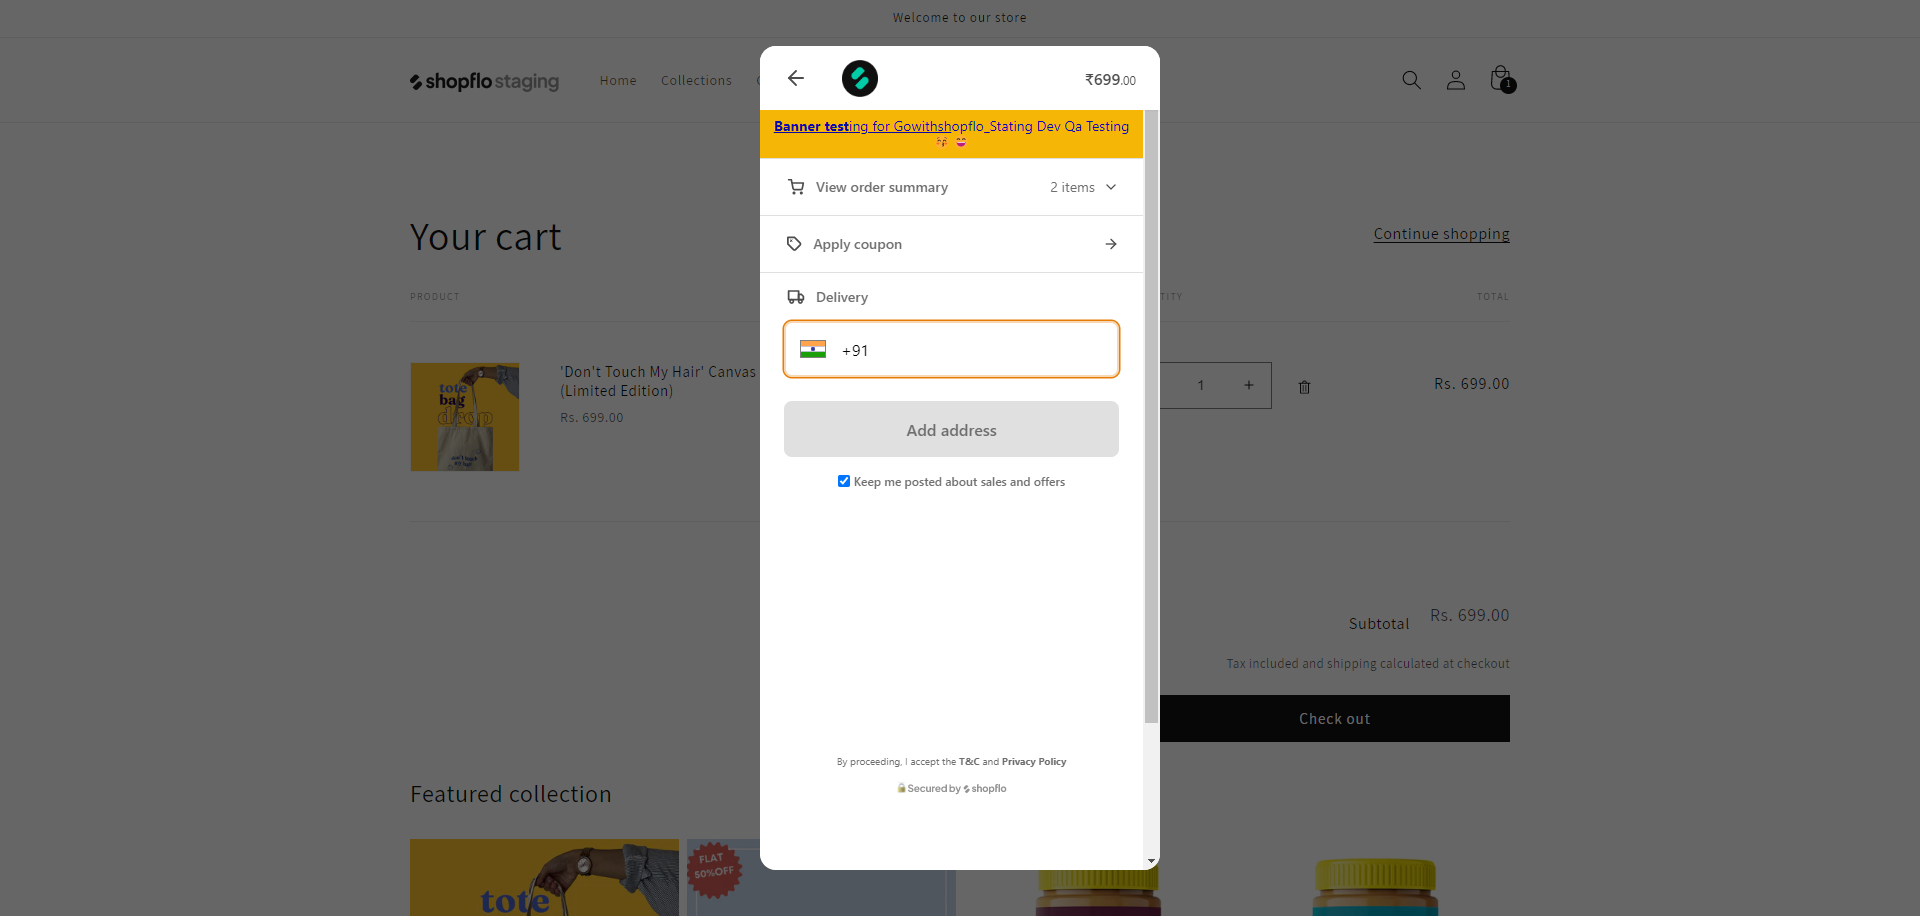 Welcome to our store
shopflo staging
Home
Collections
1
₹699.00
Banner testing for Gowithshopflo_Stating Dev Qa Testing
😽 😍
View order summary
2 items
Apply coupon
Delivery
+91
Add address
Keep me posted about sales and offers
By proceeding, I accept the T&C and Privacy Policy
Secured by shopflo
Your cart
Continue shopping
PRODUCT
TITY
TOTAL
tote
bag
drop
'Don't Touch My Hair' Canvas
(Limited Edition)
Rs. 699.00
1
+
Rs. 699.00
Subtotal
Rs. 699.00
Tax included and shipping calculated at checkout
Check out
Featured collection
tote
FLAT
50%OFF